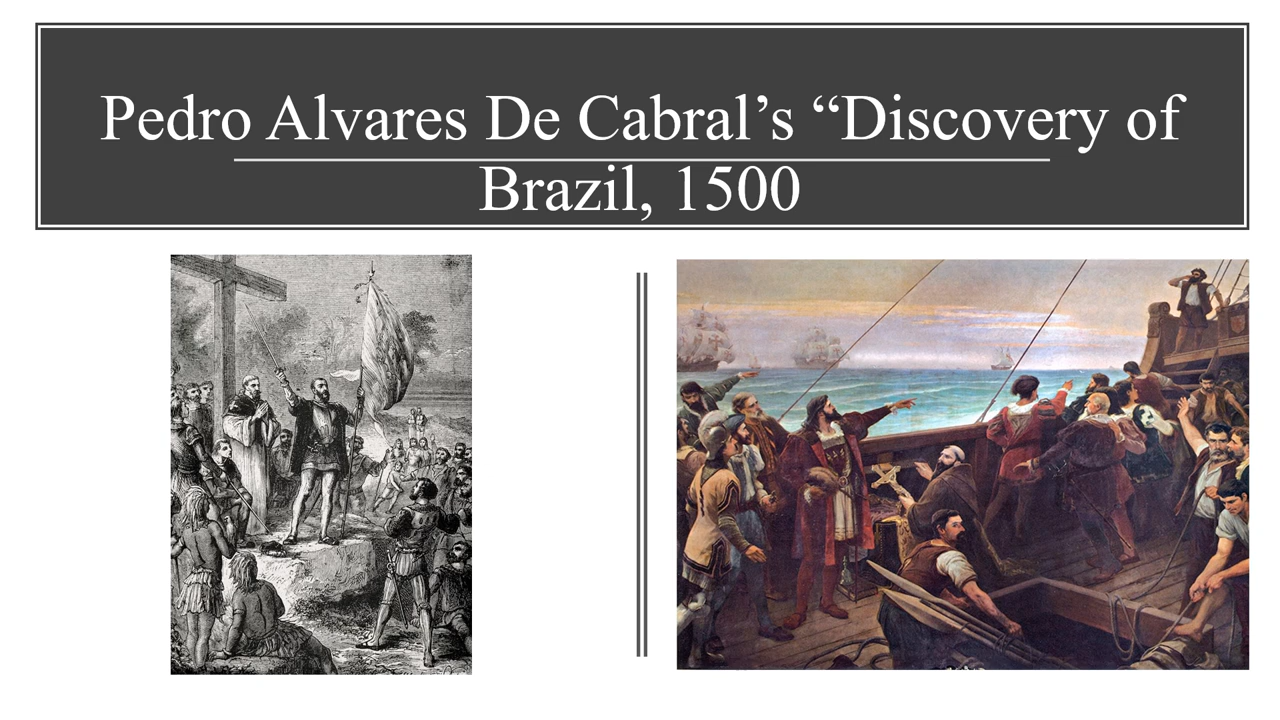 Pedro Alvares De Cabral’s “Discovery of
Brazil, 1500